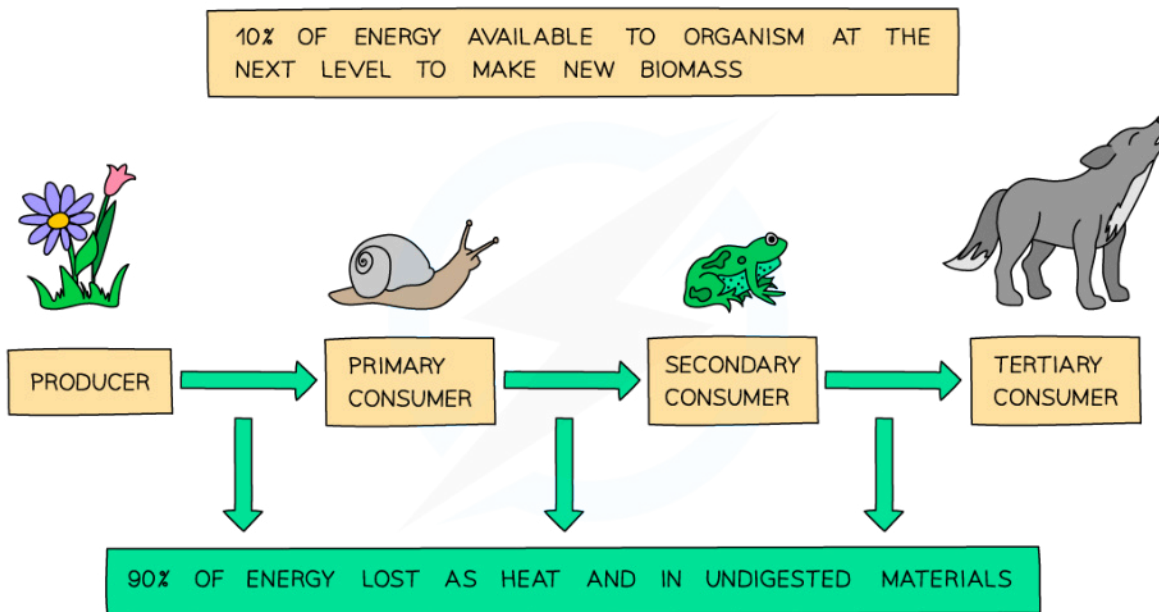 10% OF ENERGY AVAILABLE TO ORGANISM AT THE
NEXT LEVEL TO MAKE NEW BIOMASS
PRODUCER
PRIMARY
CONSUMER
SECONDARY
CONSUMER
TERTIARY
CONSUMER
90% OF ENERGY LOST AS HEAT AND IN UNDIGESTED MATERIALS